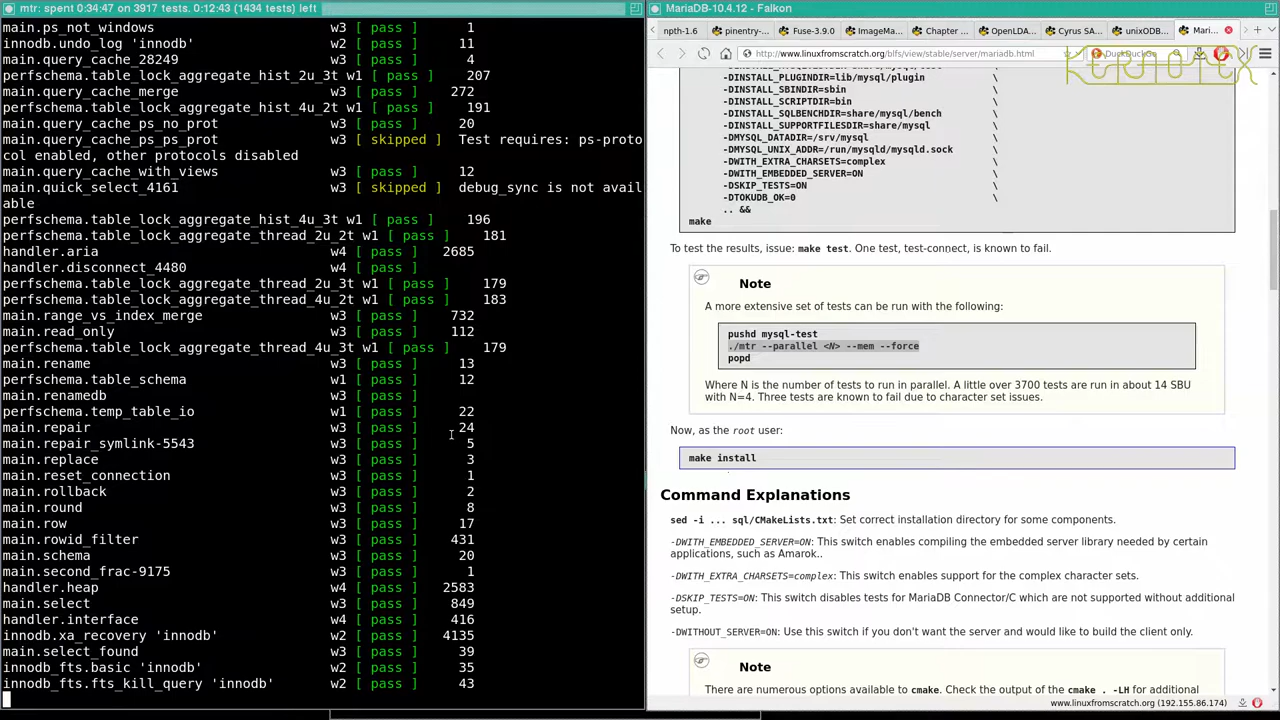 mtr: spent 0:34:47 on 3917 tests. 0:12:43 (1434 tests) left
main.ps_not_windows w3 [ pass ] 1
innodb.undo_log 'innodb' w2 [ pass ] 11
main.query_cache_28249 w3 [ pass ] 4
perfschema.table_lock_aggregate_hist_2u_3t w1 [ pass ] 207
main.query_cache_merge w3 [ pass ] 272
perfschema.table_lock_aggregate_hist_4u_2t w1 [ pass ] 191
main.query_cache_ps_no_prot w3 [ pass ] 20
main.query_cache_ps_ps_prot w3 [ skipped ] Test requires: ps-proto
col enabled, other protocols disabled
main.query_cache_with_views w3 [ pass ] 12
main.quick_select_4161 w3 [ skipped ] debug_sync is not avail
able
perfschema.table_lock_aggregate_hist_4u_3t w1 [ pass ] 196
perfschema.table_lock_aggregate_thread_2u_2t w1 [ pass ] 181
handler.aria w4 [ pass ] 2685
handler.disconnect_4480 w4 [ pass ]
perfschema.table_lock_aggregate_thread_2u_3t w1 [ pass ] 179
perfschema.table_lock_aggregate_thread_4u_2t w1 [ pass ] 183
main.range_vs_index_merge w3 [ pass ] 732
main.read_only w3 [ pass ] 112
perfschema.table_lock_aggregate_thread_4u_3t w1 [ pass ] 179
main.rename w3 [ pass ] 13
perfschema.table_schema w1 [ pass ] 12
main.renamedb w3 [ pass ]
perfschema.temp_table_io w1 [ pass ] 22
main.repair w3 [ pass ] 24
main.repair_symlink-5543 w3 [ pass ] 5
main.replace w3 [ pass ] 3
main.reset_connection w3 [ pass ] 1
main.rollback w3 [ pass ] 2
main.round w3 [ pass ] 8
main.row w3 [ pass ] 17
main.rowid_filter w3 [ pass ] 431
main.schema w3 [ pass ] 20
main.second_frac-9175 w3 [ pass ] 1
handler.heap w4 [ pass ] 2583
main.select w3 [ pass ] 849
handler.interface w4 [ pass ] 416
innodb.xa_recovery 'innodb' w2 [ pass ] 4135
main.select_found w3 [ pass ] 39
innodb_fts.basic 'innodb' w2 [ pass ] 35
innodb_fts.fts_kill_query 'innodb' w2 [ pass ] 43
MariaDB-10.4.12 - Falkon
npth-1.6 pinentry-... Fuse-3.9.0 ImageMa... Chapter ... OpenLDA... Cyrus SA... unixODB... Mari...
http://www.linuxfromscratch.org/blfs/view/stable/server/mariadb.html DuckDuckGo
KERNOTEX
-DINSTALL_PLUGINDIR=lib/mysql/plugin \
-DINSTALL_SBINDIR=sbin \
-DINSTALL_SCRIPTDIR=bin \
-DINSTALL_SQLBENCHDIR=share/mysql/bench \
-DINSTALL_SUPPORTFILESDIR=share/mysql \
-DMYSQL_DATADIR=/srv/mysql \
-DMYSQL_UNIX_ADDR=/run/mysqld/mysqld.sock \
-DWITH_EXTRA_CHARSETS=complex \
-DWITH_EMBEDDED_SERVER=ON \
-DSKIP_TESTS=ON \
-DTOKUDB_OK=0 \
.. &&
make
To test the results, issue: make test. One test, test-connect, is known to fail.
Note
A more extensive set of tests can be run with the following:
pushd mysql-test
./mtr --parallel <N> --mem --force
popd
Where N is the number of tests to run in parallel. A little over 3700 tests are run in about 14 SBU
with N=4. Three tests are known to fail due to character set issues.
Now, as the root user:
make install
Command Explanations
sed -i ... sql/CMakeLists.txt: Set correct installation directory for some components.
-DWITH_EMBEDDED_SERVER=ON: This switch enables compiling the embedded server library needed by certain
applications, such as Amarok..
-DWITH_EXTRA_CHARSETS=complex: This switch enables support for the complex character sets.
-DSKIP_TESTS=ON: This switch disables tests for MariaDB Connector/C which are not supported without additional
setup.
-DWITHOUT_SERVER=ON: Use this switch if you don't want the server and would like to build the client only.
Note
There are numerous options available to cmake. Check the output of the cmake . -LH for additional
www.linuxfromscratch.org (192.155.86.174)